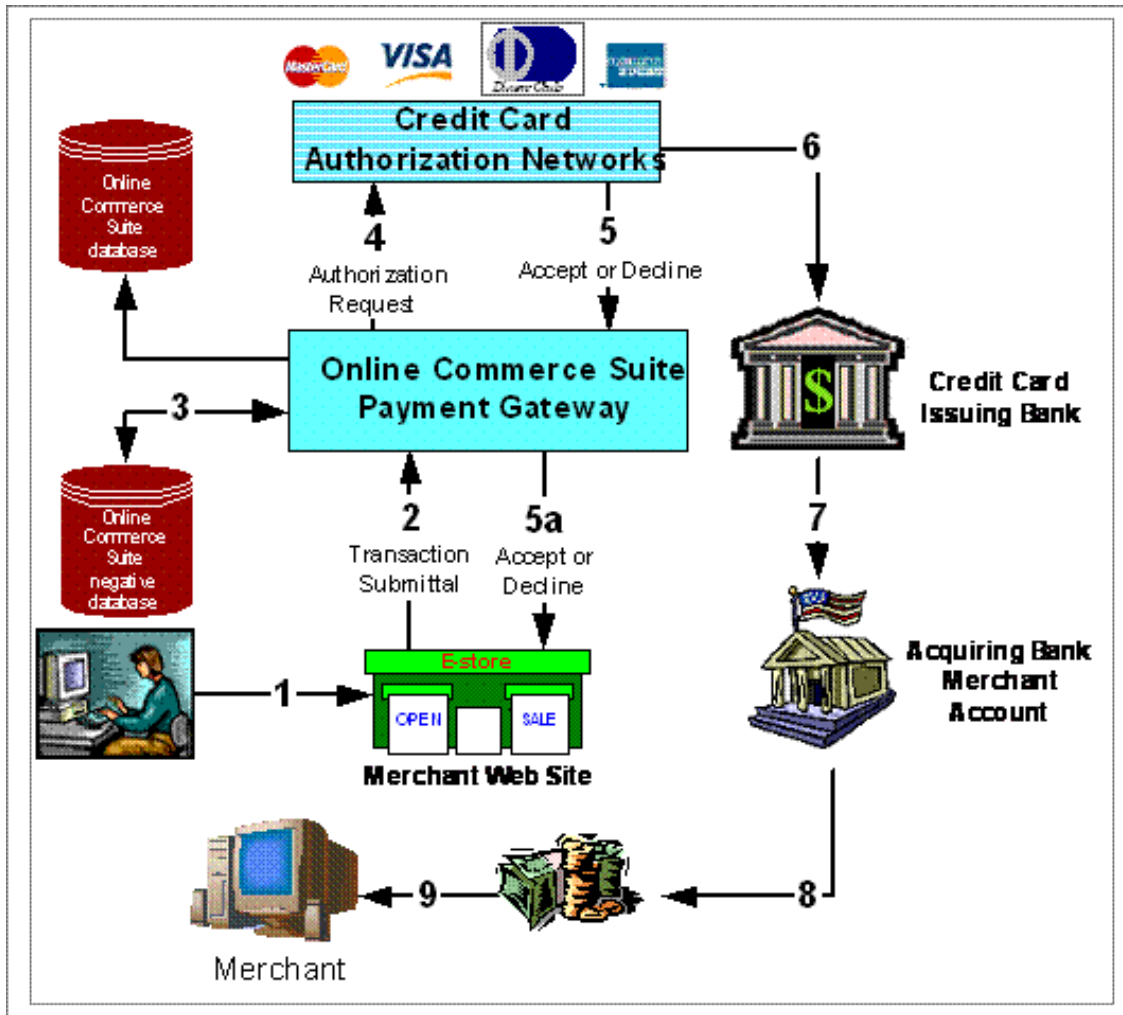 MasterCard
VISA
Diners Club
Credit Card
Authorization Networks
6
Online
Commerce
Suite
database
4
Authorization
Request
5
Accept or Decline
Online Commerce Suite
Payment Gateway
Credit Card
Issuing Bank
3
Online
Commerce
Suite
negative
database
2
Transaction
Submittal
5a
Accept or
Decline
7
1
E-store
OPEN
SALE
Merchant Web Site
Acquiring Bank
Merchant
Account
8
9
Merchant